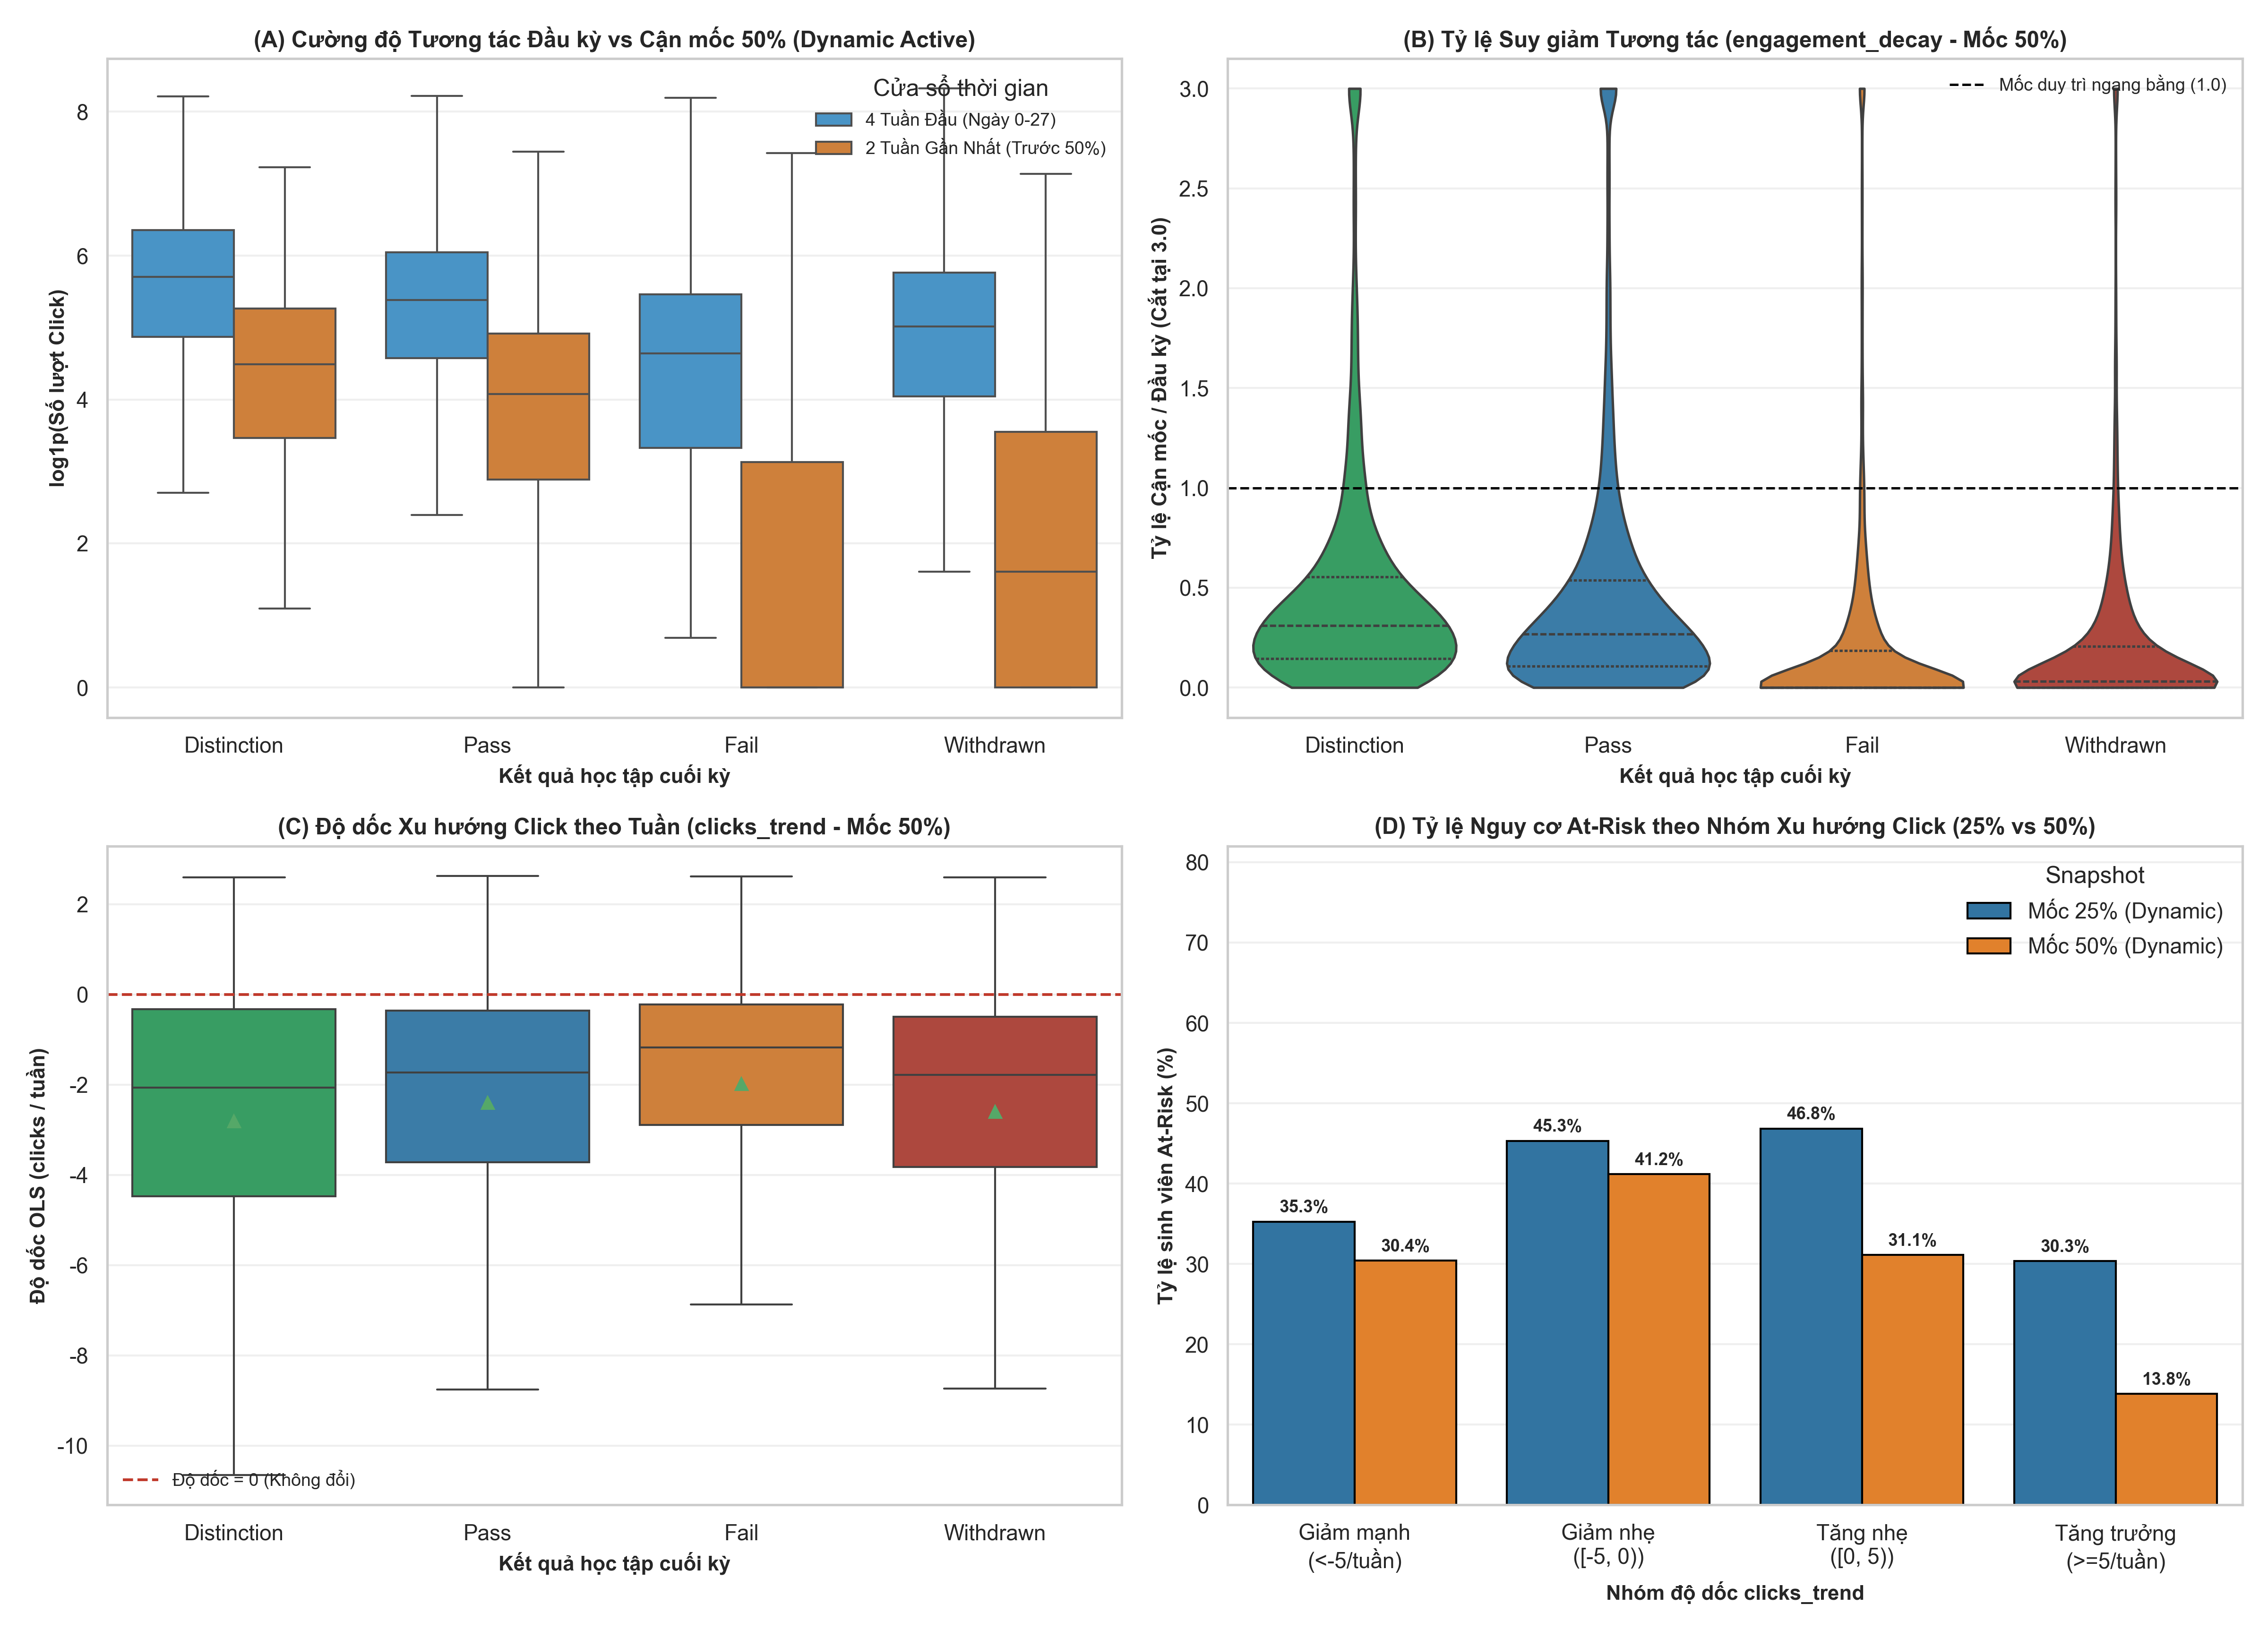 (A) Cường độ Tương tác Đầu kỳ vs Cận mốc 50% (Dynamic Active)
Cửa sổ thời gian
4 Tuần Đầu (Ngày 0-27)
2 Tuần Gần Nhất (Trước 50%)
log1p(Số lượt Click)
8
6
4
2
0
Distinction
Pass
Fail
Withdrawn
Kết quả học tập cuối kỳ
(B) Tỷ lệ Suy giảm Tương tác (engagement_decay - Mốc 50%)
Mốc duy trì ngang bằng (1.0)
Tỷ lệ Cận mốc / Đầu kỳ (Cắt tại 3.0)
3.0
2.5
2.0
1.5
1.0
0.5
0.0
Distinction
Pass
Fail
Withdrawn
Kết quả học tập cuối kỳ
(C) Độ dốc Xu hướng Click theo Tuần (clicks_trend - Mốc 50%)
Độ dốc OLS (clicks / tuần)
2
0
-2
-4
-6
-8
-10
Độ dốc = 0 (Không đổi)
Distinction
Pass
Fail
Withdrawn
Kết quả học tập cuối kỳ
(D) Tỷ lệ Nguy cơ At-Risk theo Nhóm Xu hướng Click (25% vs 50%)
Snapshot
Mốc 25% (Dynamic)
Mốc 50% (Dynamic)
Tỷ lệ sinh viên At-Risk (%)
80
70
60
50
40
30
20
10
0
35.3%
30.4%
45.3%
41.2%
46.8%
31.1%
30.3%
13.8%
Giảm mạnh
(<-5/tuần)
Giảm nhẹ
([-5, 0))
Tăng nhẹ
([0, 5))
Tăng trưởng
(>=5/tuần)
Nhóm độ dốc clicks_trend